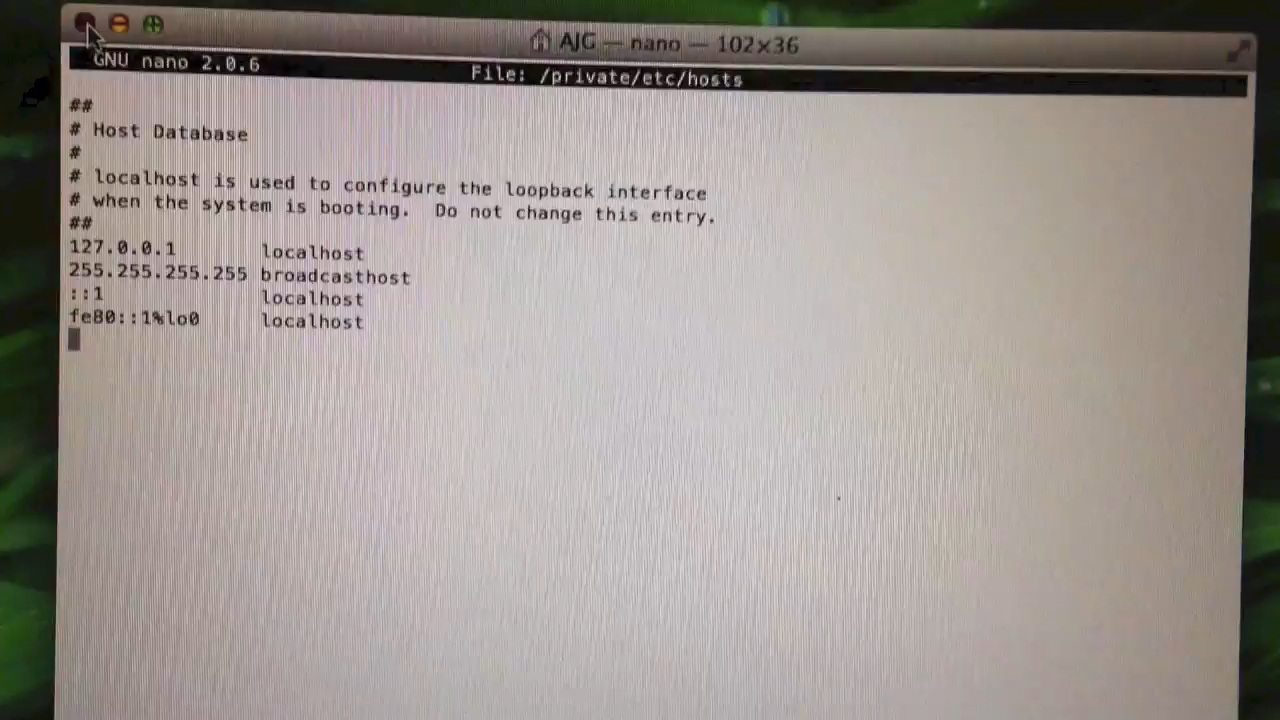 AJG — nano — 102×36
GNU nano 2.0.6 File: /private/etc/hosts
##
# Host Database
#
# localhost is used to configure the loopback interface
# when the system is booting.  Do not change this entry.
##
127.0.0.1 localhost
255.255.255.255 broadcasthost
::1 localhost
fe80::1%lo0 localhost